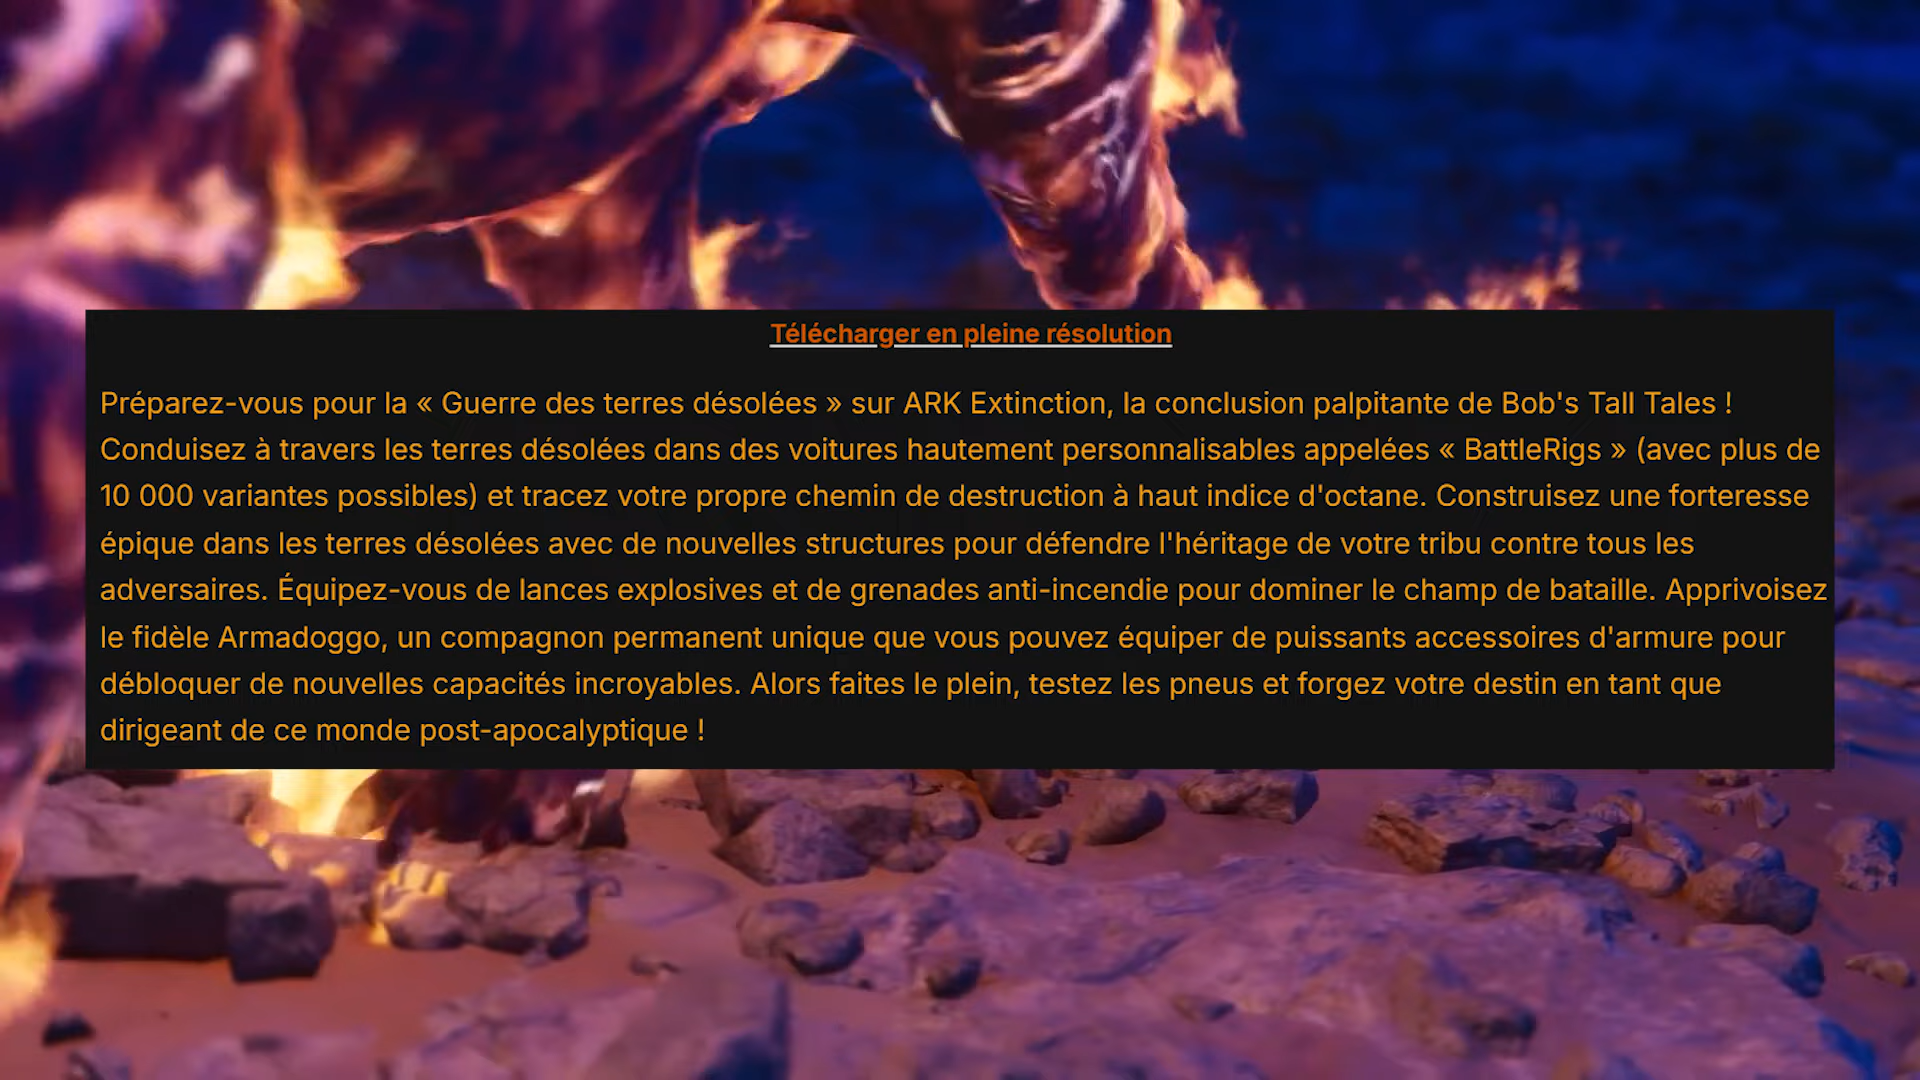 Télécharger en pleine résolution
Préparez-vous pour la « Guerre des terres désolées » sur ARK Extinction, la conclusion palpitante de Bob's Tall Tales !
Conduisez à travers les terres désolées dans des voitures hautement personnalisables appelées « BattleRigs » (avec plus de
10 000 variantes possibles) et tracez votre propre chemin de destruction à haut indice d'octane. Construisez une forteresse
épique dans les terres désolées avec de nouvelles structures pour défendre l'héritage de votre tribu contre tous les
adversaires. Équipez-vous de lances explosives et de grenades anti-incendie pour dominer le champ de bataille. Apprivoisez
le fidèle Armadoggo, un compagnon permanent unique que vous pouvez équiper de puissants accessoires d'armure pour
débloquer de nouvelles capacités incroyables. Alors faites le plein, testez les pneus et forgez votre destin en tant que
dirigeant de ce monde post-apocalyptique !